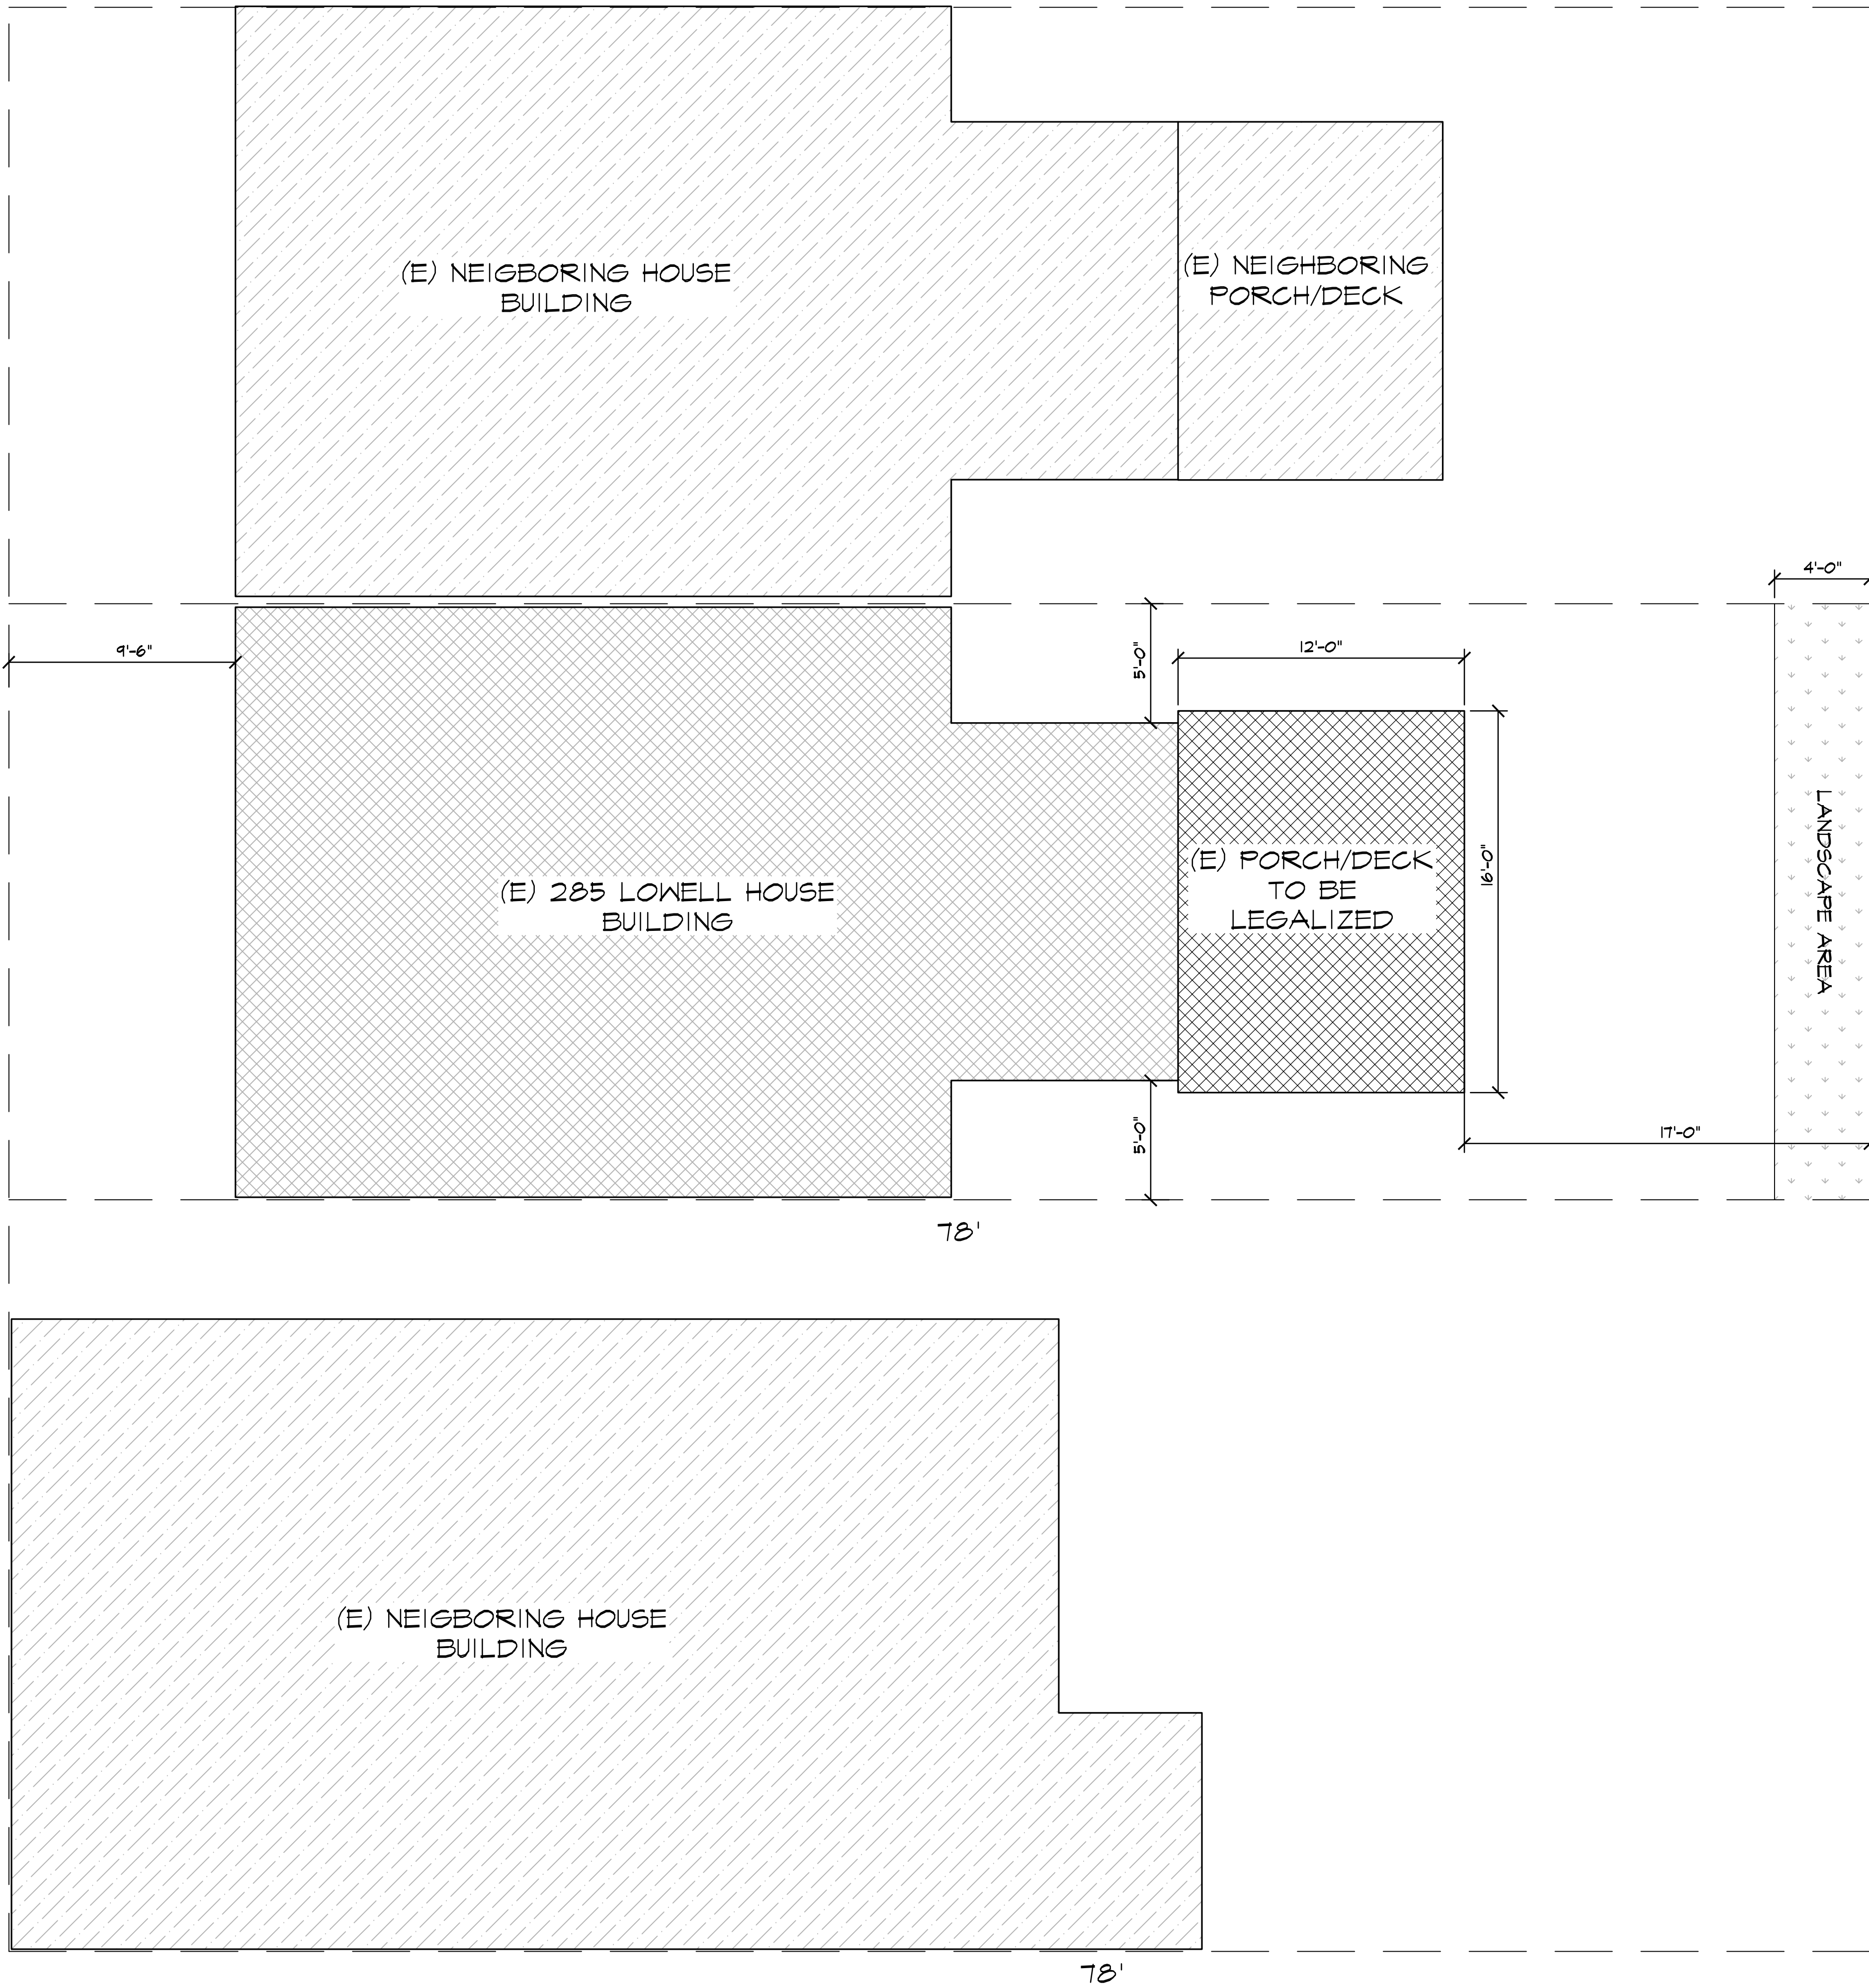 (E) NEIGBORING HOUSE
BUILDING
(E) NEIGHBORING
PORCH/DECK
4'-0"
9'-6"
5'-0"
12'-0"
(E) 285 LOWELL HOUSE
BUILDING
(E) PORCH/DECK
TO BE
LEGALIZED
16'-0"
LANDSCAPE AREA
5'-0"
17'-0"
78'
(E) NEIGBORING HOUSE
BUILDING
78'